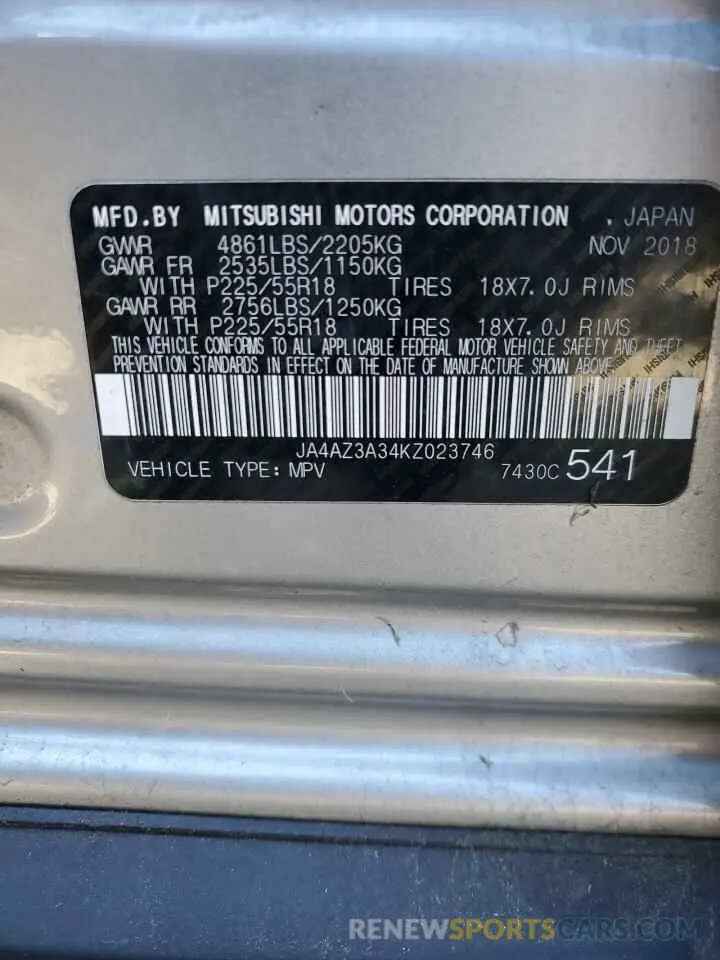 MFD.BY MITSUBISHI MOTORS CORPORATION , JAPAN
GVWR 4861LBS/2205KG NOV 2018
GAWR FR 2535LBS/1150KG
WITH P225/55R18 TIRES 18X7.0J RIMS
GAWR RR 2756LBS/1250KG
WITH P225/55R18 TIRES 18X7.0J RIMS
THIS VEHICLE CONFORMS TO ALL APPLICABLE FEDERAL MOTOR VEHICLE SAFETY AND THEFT
PREVENTION STANDARDS IN EFFECT ON THE DATE OF MANUFACTURE SHOWN ABOVE.
JA4AZ3A34KZ023746
VEHICLE TYPE: MPV 7430C 541
RENEWSPORTSCARS.COM